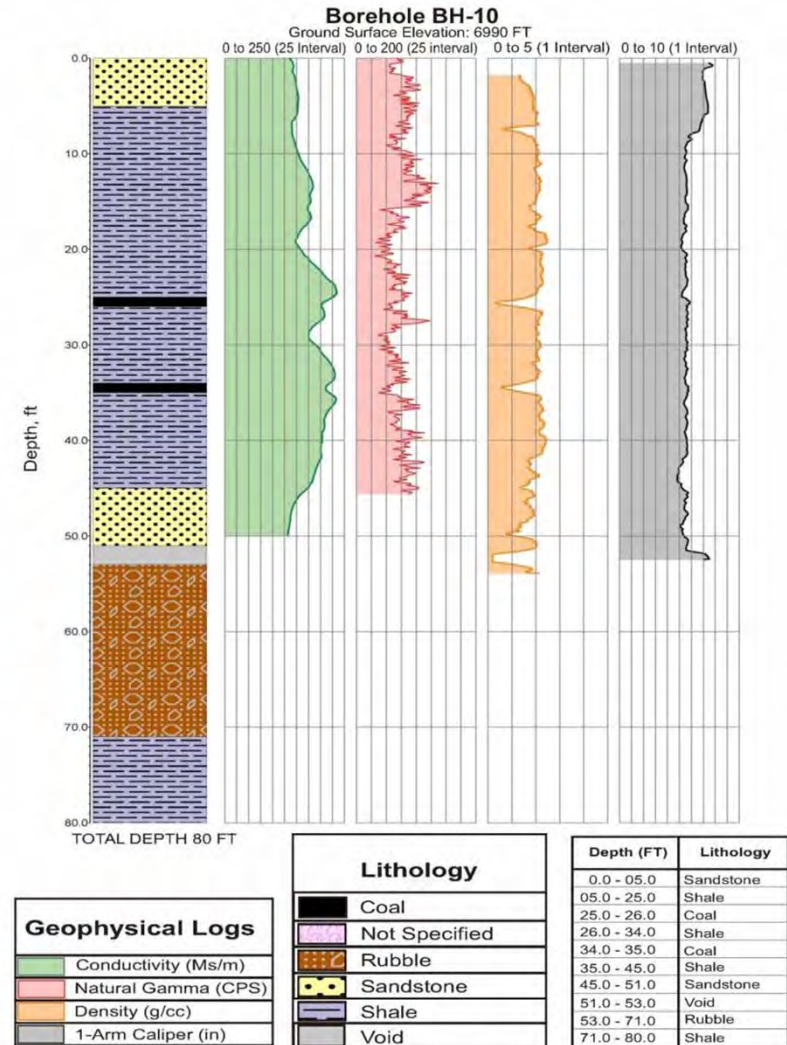 Borehole BH-10
Ground Surface Elevation: 6990 FT
0 to 250 (25 Interval) 0 to 200 (25 interval) 0 to 5 (1 Interval) 0 to 10 (1 Interval)
0.0
10.0
20.0
30.0
Depth, ft
40.0
50.0
60.0
70.0
80.0
TOTAL DEPTH 80 FT
Geophysical Logs
Conductivity (Ms/m)
Natural Gamma (CPS)
Density (g/cc)
1-Arm Caliper (in)
Lithology
Coal
Not Specified
Rubble
Sandstone
Shale
Void
Depth (FT) Lithology
0.0 - 05.0 Sandstone
05.0 - 25.0 Shale
25.0 - 26.0 Coal
26.0 - 34.0 Shale
34.0 - 35.0 Coal
35.0 - 45.0 Shale
45.0 - 51.0 Sandstone
51.0 - 53.0 Void
53.0 - 71.0 Rubble
71.0 - 80.0 Shale